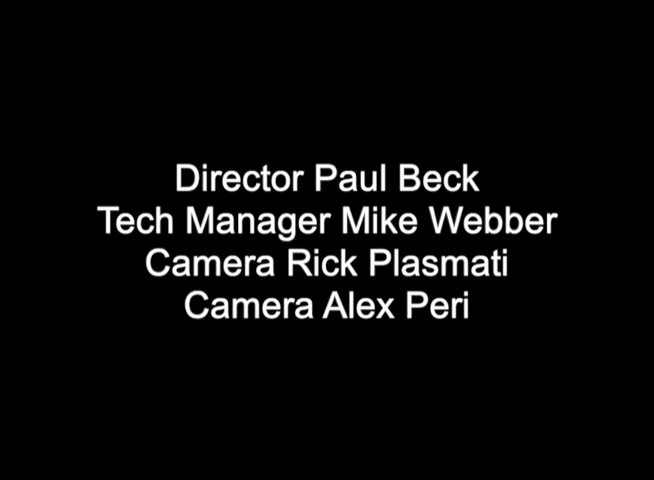 Director Paul Beck
Tech Manager Mike Webber
Camera Rick Plasmati
Camera Alex Peri